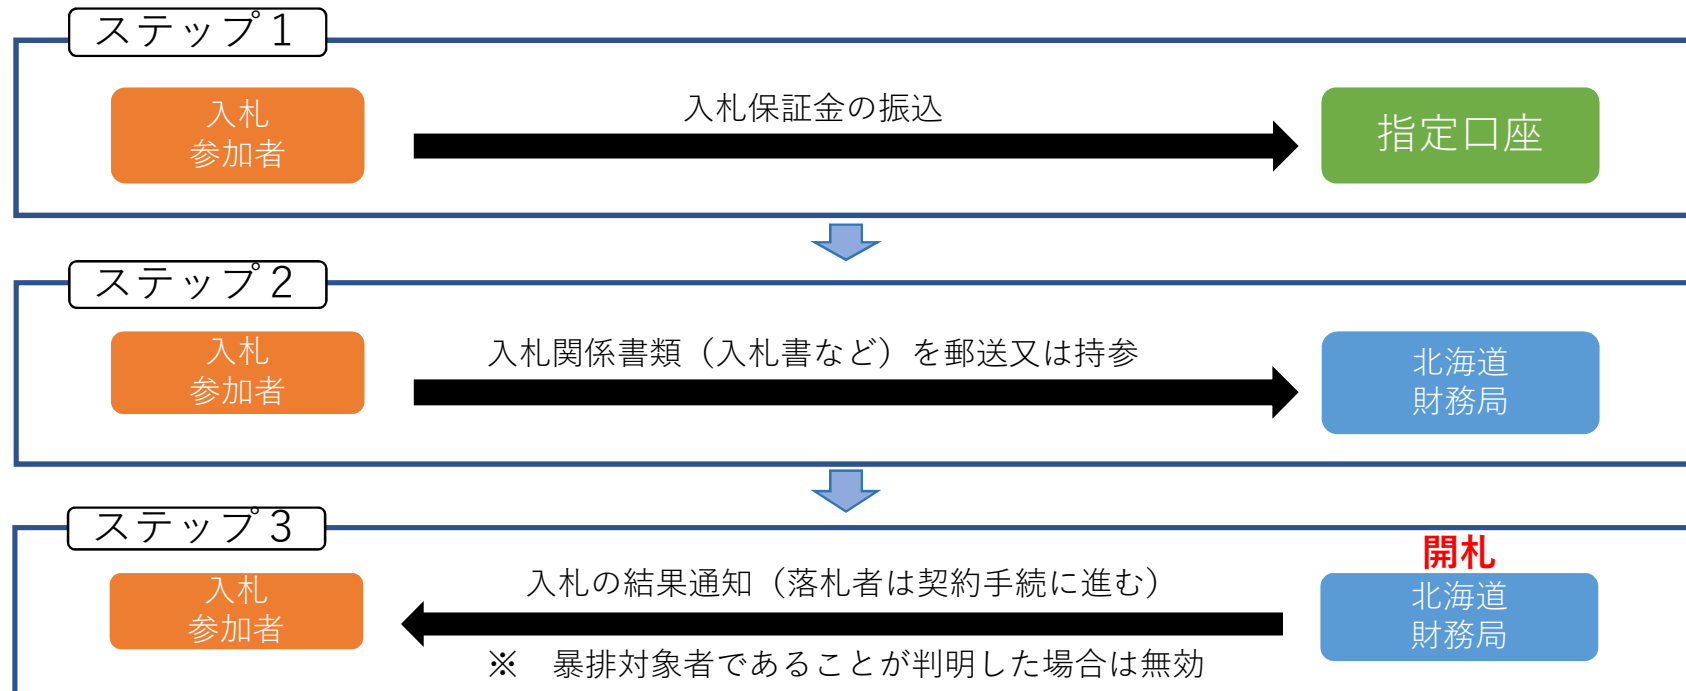 ステップ１
入札
参加者
入札保証金の振込
指定口座
ステップ２
入札
参加者
入札関係書類（入札書など）を郵送又は持参
北海道
財務局
ステップ３
入札
参加者
入札の結果通知（落札者は契約手続に進む）
※　暴排対象者であることが判明した場合は無効
開札
北海道
財務局